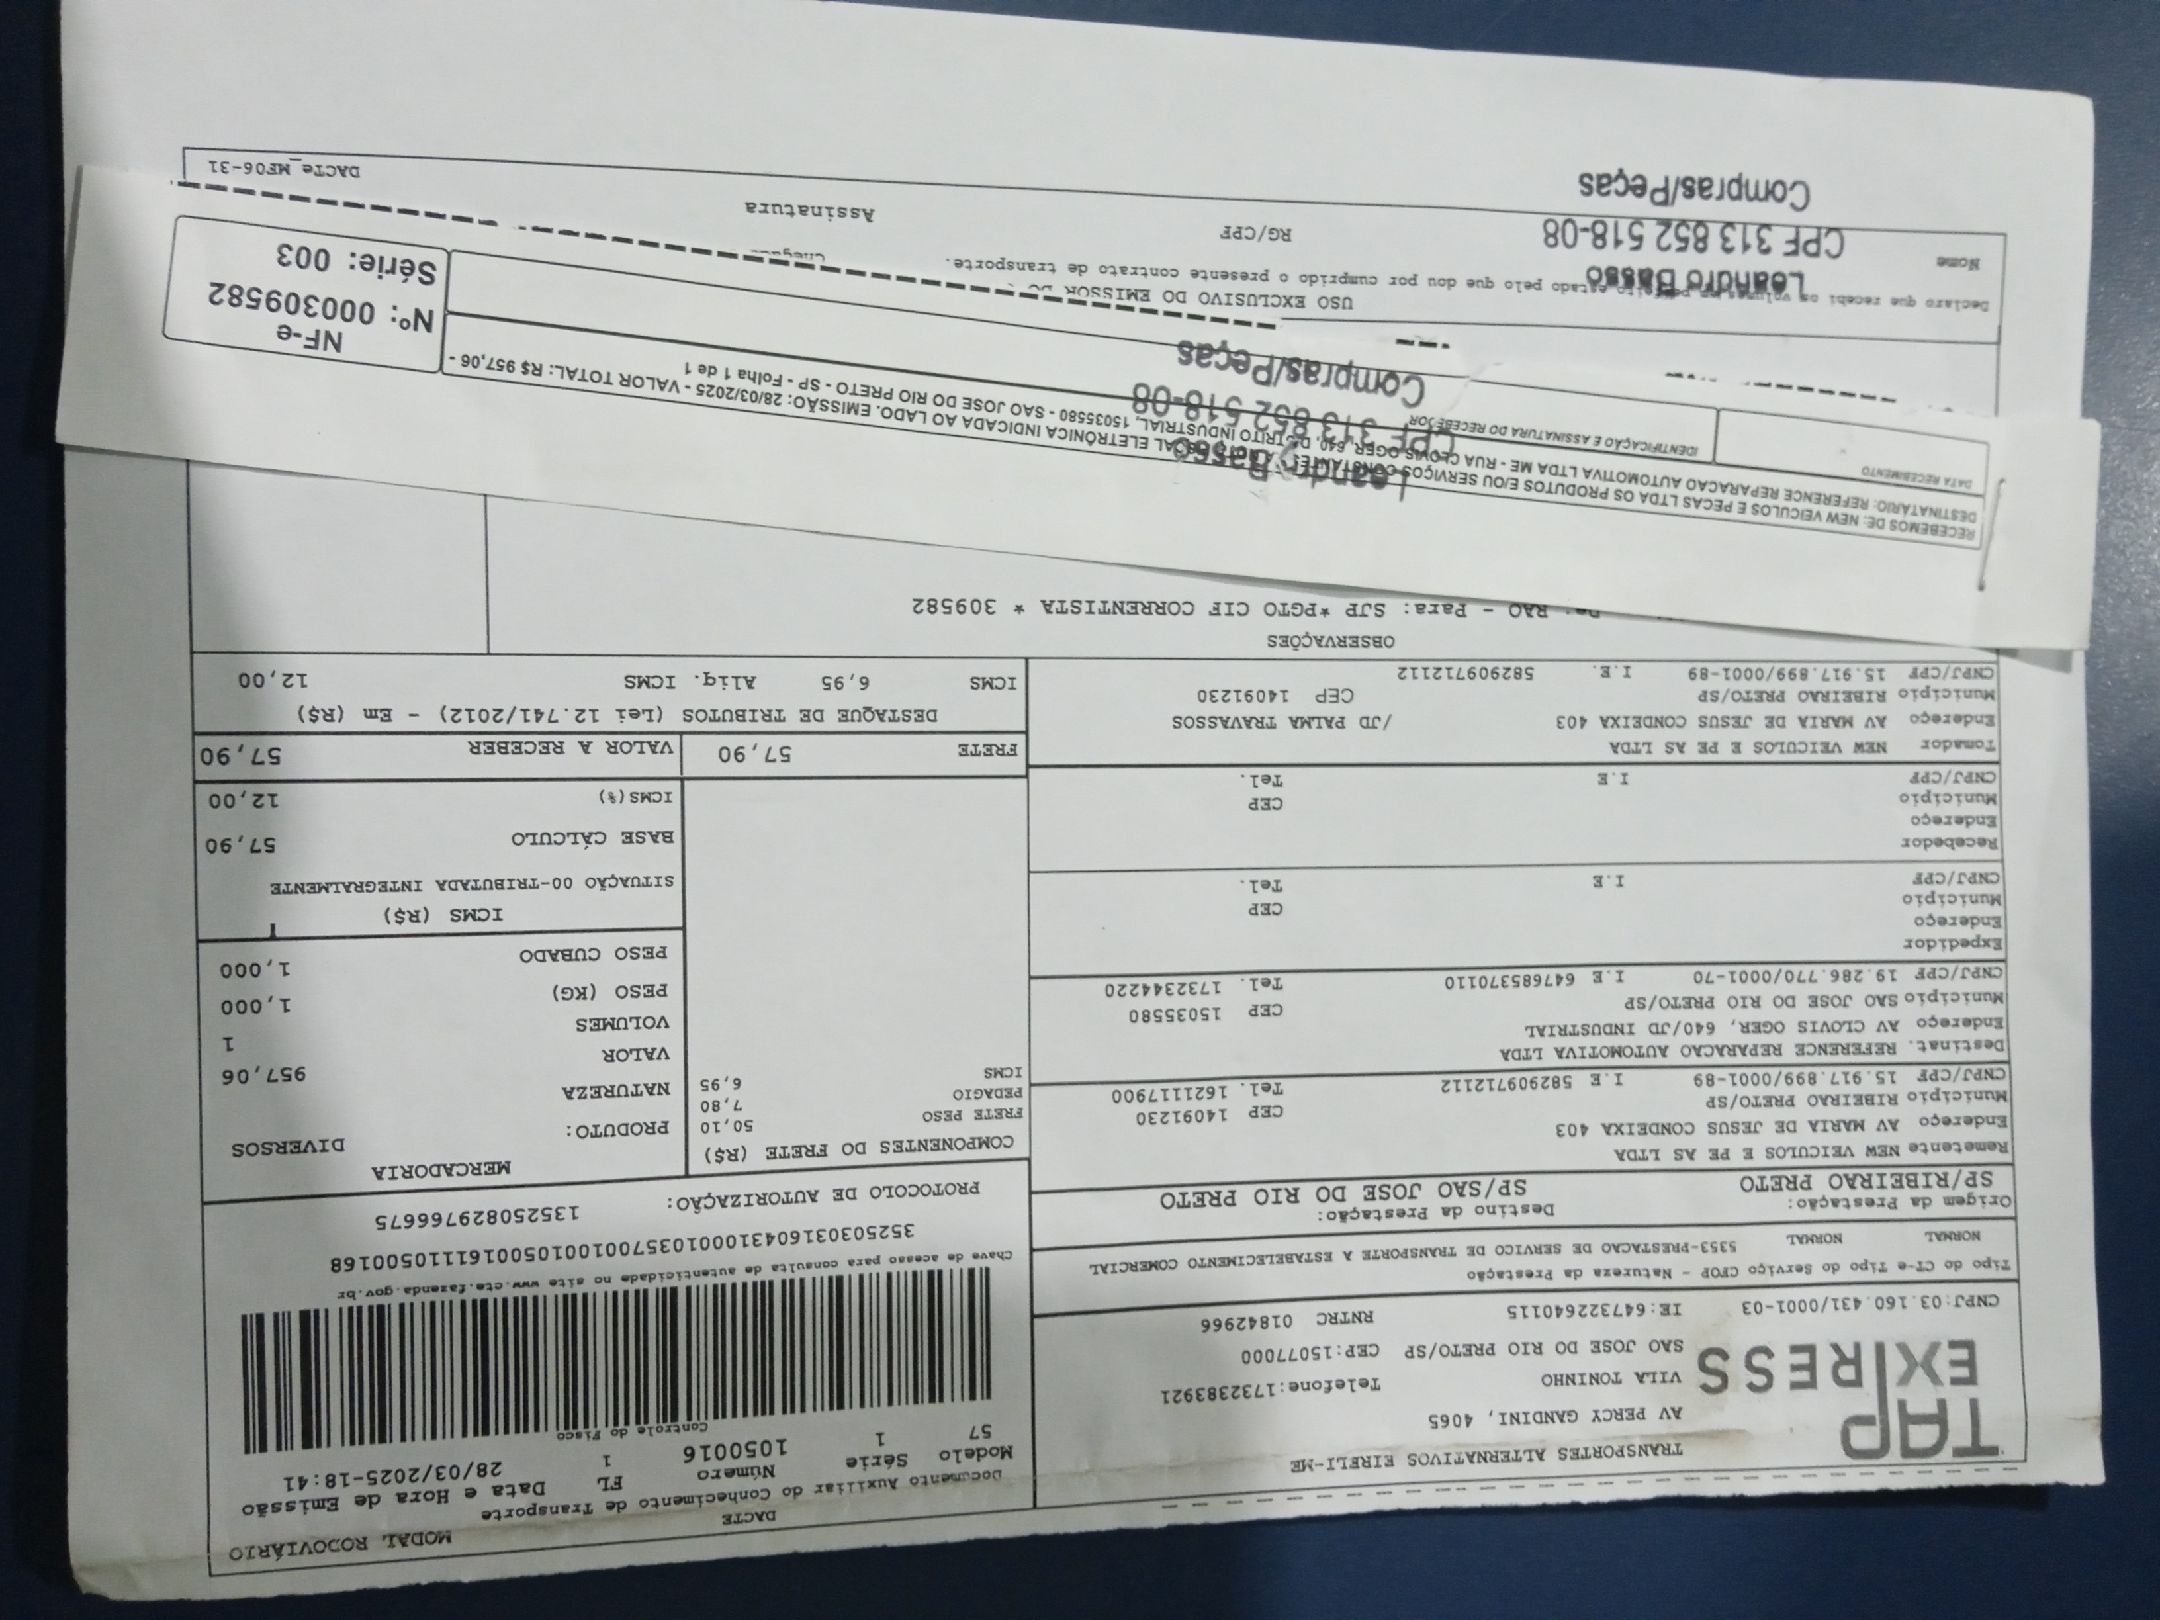 DACTE
MODAL RODOVIÁRIO
Documento Auxiliar do Conhecimento de Transporte
Modelo Série Número FL Data e Hora de Emissão
57 1 1050016 1 28/03/2025-18:41
Controle do Fisco
Chave de acesso para consulta de autenticidade no site www.cte.fazenda.gov.br
35250303160431000103570010010500161110500168
PROTOCOLO DE AUTORIZAÇÃO: 135250829766675
TAP EXPRESS
TRANSPORTES ALTERNATIVOS EIRELI-ME
AV PERCY GANDINI, 4065
VILA TONINHO Telefone:1732383921
SAO JOSE DO RIO PRETO/SP CEP:15077000
CNPJ:03.160.431/0001-03 IE:647322640115 RNTRC 01842966
Tipo do CT-e Tipo do Serviço CFOP - Natureza da Prestação
NORMAL NORMAL 5353-PRESTACAO DE SERVICO DE TRANSPORTE A ESTABELECIMENTO COMERCIAL
Origem da Prestação: Destino da Prestação:
SP/RIBEIRAO PRETO SP/SAO JOSE DO RIO PRETO
Remetente NEW VEICULOS E PE AS LTDA
Endereço AV MARIA DE JESUS CONDEIXA 403
Município RIBEIRAO PRETO/SP CEP 14091230
CNPJ/CPF 15.917.899/0001-89 I.E 582909712112 Tel. 1621117900
Destinat. REFERENCE REPARACAO AUTOMOTIVA LTDA
Endereço AV CLOVIS OGER, 640/JD INDUSTRIAL
Município SAO JOSE DO RIO PRETO/SP CEP 15035580
CNPJ/CPF 19.286.770/0001-70 I.E 647685370110 Tel. 1732344220
Expedidor
Endereço
Município CEP
CNPJ/CPF I.E Tel.
Recebedor
Endereço
Município CEP
CNPJ/CPF I.E Tel.
Tomador NEW VEICULOS E PE AS LTDA
Endereço AV MARIA DE JESUS CONDEIXA 403 /JD PALMA TRAVASSOS
Município RIBEIRAO PRETO/SP CEP 14091230
CNPJ/CPF 15.917.899/0001-89 I.E. 582909712112
COMPONENTES DO FRETE (R$)
FRETE PESO 50,10
PEDAGIO 7,80
ICMS 6,95
MERCADORIA
PRODUTO: DIVERSOS
NATUREZA
VALOR 957,06
VOLUMES 1
PESO (KG) 1,000
PESO CUBADO 1,000
ICMS (R$)
SITUAÇÃO 00-TRIBUTADA INTEGRALMENTE
BASE CÁLCULO 57,90
ICMS(%) 12,00
FRETE 57,90 VALOR A RECEBER 57,90
DESTAQUE DE TRIBUTOS (Lei 12.741/2012) - Em (R$)
ICMS 6,95 Aliq. ICMS 12,00
OBSERVAÇÕES
RAO - Para: SJP *PGTO CIF CORRENTISTA * 309582
RECEBEMOS DE: NEW VEICULOS E PECAS LTDA OS PRODUTOS E/OU SERVIÇOS CONSTANTES ELETRÔNICA INDICADA AO LADO. EMISSÃO: 28/03/2025 - VALOR TOTAL: R$ 957,06 -
DESTINATÁRIO: REFERENCE REPARACAO AUTOMOTIVA LTDA ME - RUA CLOVIS OGER, 640, DISTRITO INDUSTRIAL, 15035580 - SAO JOSE DO RIO PRETO - SP - Folha 1 de 1
DATA RECEBIMENTO
IDENTIFICAÇÃO E ASSINATURA DO RECEBEDOR
Leandro Basso
CPF 313 852 518-08
Compras/Peças
NF-e
Nº: 000309582
Série: 003
USO EXCLUSIVO DO EMISSOR DO
Declaro que recebi os volumes em perfeito estado pelo que dou por cumprido o presente contrato de transporte.
Nome
RG/CPF
Assinatura
Leandro Basso
CPF 313 852 518-08
Compras/Peças
DACTe_MF06-31